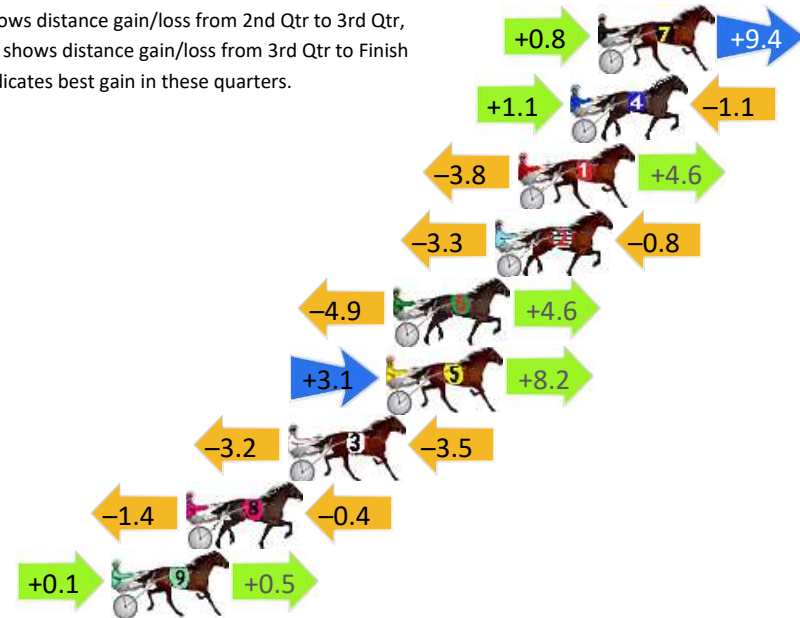 ows distance gain/loss from 2nd Qtr to 3rd Qtr,
shows distance gain/loss from 3rd Qtr to Finish
dicates best gain in these quarters.
+0.8 7 +9.4
+1.1 4 –1.1
–3.8 1 +4.6
–3.3 2 –0.8
–4.9 6 +4.6
+3.1 5 +8.2
–3.2 3 –3.5
–1.4 8 –0.4
+0.1 9 +0.5